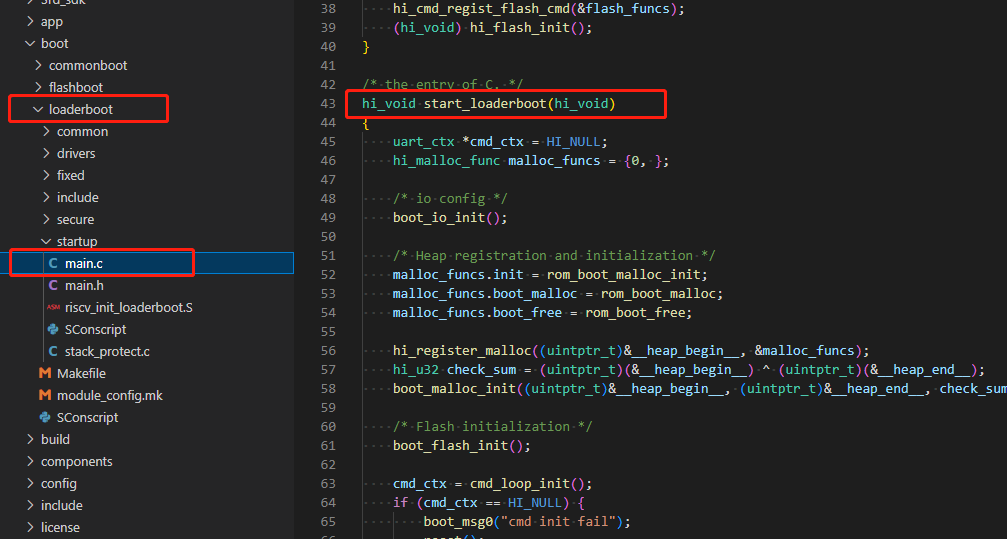 app
boot
commonboot
flashboot
loaderboot
common
drivers
fixed
include
secure
startup
C main.c
C main.h
ASM riscv_init_loaderboot.S
SConscript
C stack_protect.c
M Makefile
M module_config.mk
SConscript
build
components
config
include
license
38 hi_cmd_regist_flash_cmd(&flash_funcs);
39 (hi_void) hi_flash_init();
40 }
41
42 /* the entry of C. */
43 hi_void start_loaderboot(hi_void)
44 {
45 uart_ctx *cmd_ctx = HI_NULL;
46 hi_malloc_func malloc_funcs = {0, };
47
48 /* io config */
49 boot_io_init();
50
51 /* Heap registration and initialization */
52 malloc_funcs.init = rom_boot_malloc_init;
53 malloc_funcs.boot_malloc = rom_boot_malloc;
54 malloc_funcs.boot_free = rom_boot_free;
55
56 hi_register_malloc((uintptr_t)&__heap_begin__, &malloc_funcs);
57 hi_u32 check_sum = (uintptr_t)(&__heap_begin__) ^ (uintptr_t)(&__heap_end__);
58 boot_malloc_init((uintptr_t)&__heap_begin__, (uintptr_t)&__heap_end__, check_sum
59
60 /* Flash initialization */
61 boot_flash_init();
62
63 cmd_ctx = cmd_loop_init();
64 if (cmd_ctx == HI_NULL) {
65 boot_msg0("cmd init fail");